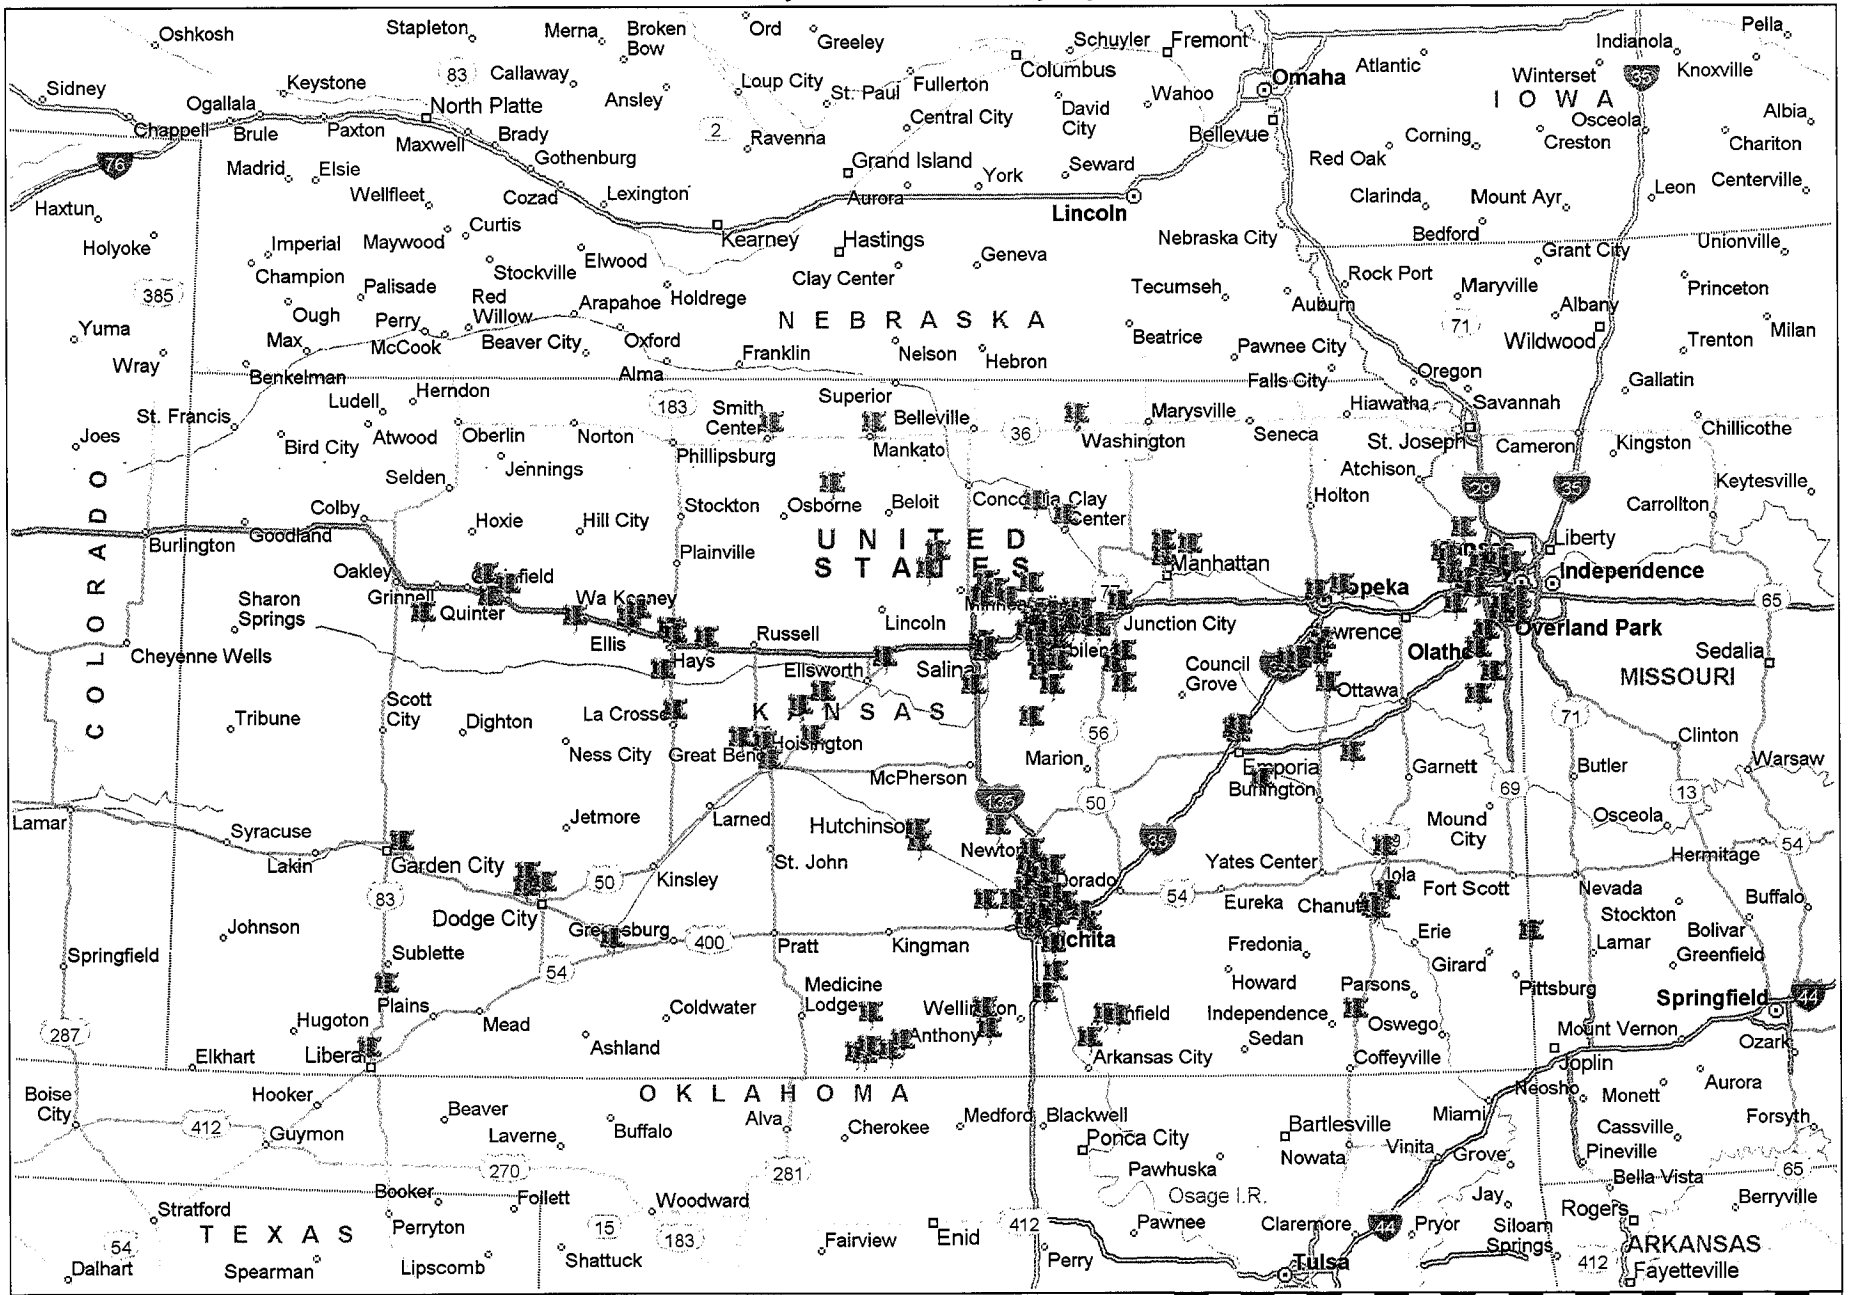 Oshkosh
Stapleton
Merna
Broken
Bow
Ord
Greeley
Schuyler
Fremont
Indianola
Pella
Sidney
Keystone
83
Callaway
Loup City
St. Paul
Fullerton
Columbus
Omaha
Atlantic
Winterset
35
Knoxville
IOWA
Ogallala
North Platte
Ansley
Central City
David
City
Wahoo
Osceola
Albia
Chappell
Brule
Paxton
Maxwell
Brady
2
Ravenna
Bellevue
Corning
Creston
Chariton
76
Madrid
Elsie
Gothenburg
Grand Island
York
Seward
Red Oak
Wellfleet
Cozad
Lexington
Aurora
Clarinda
Mount Ayr
Leon
Centerville
Haxtun
Lincoln
Holyoke
Imperial
Maywood
Curtis
Kearney
Hastings
Geneva
Nebraska City
Bedford
Grant City
Unionville
Champion
Stockville
Elwood
Clay Center
385
Palisade
Red
Willow
Arapahoe
Holdrege
Tecumseh
Auburn
Rock Port
Maryville
Albany
Princeton
Ough
NEBRASKA
Yuma
Perry
71
Milan
Max
McCook
Beaver City
Oxford
Franklin
Nelson
Hebron
Beatrice
Pawnee City
Wildwood
Trenton
Wray
Benkelman
Alma
Falls City
Oregon
Gallatin
Herndon
Ludell
183
Smith
Center
Superior
Belleville
Marysville
Hiawatha
Savannah
St. Francis
Joes
Bird City
Atwood
Oberlin
Norton
Phillipsburg
Mankato
36
Washington
Seneca
St. Joseph
Cameron
Kingston
Chillicothe
COLORADO
Selden
Jennings
Atchison
29
35
Keytesville
Colby
Hoxie
Hill City
Stockton
Osborne
Beloit
Clay
Center
Holton
Carrollton
Burlington
Goodland
UNITED
STATES
Plainville
Manhattan
Liberty
Oakley
Grinnell
Quinter
77
Independence
Sharon
Springs
Wa Keeney
Lincoln
Junction City
65
Ellis
Russell
Overland Park
Cheyenne Wells
Hays
Ellsworth
Salina
Council
Grove
Sedalia
MISSOURI
Scott
City
La Crosse
KANSAS
Ottawa
Tribune
Dighton
56
71
Ness City
Great Bend
Hoisington
Marion
Emporia
Clinton
McPherson
Burlington
Garnett
Butler
Warsaw
135
50
69
13
Lamar
Syracuse
Jetmore
Larned
35
Mound
City
Osceola
Lakin
Garden City
St. John
Newton
Yates Center
Hermitage
54
50
Kinsley
54
Iola
Fort Scott
Nevada
83
Dodge City
Eureka
Stockton
Buffalo
Johnson
400
Pratt
Kingman
Erie
Lamar
Bolivar
Greenfield
Springfield
Sublette
54
Fredonia
Girard
Howard
Parsons
Pittsburg
Plains
Medicine
Lodge
Springfield
44
287
Hugoton
Mead
Coldwater
Anthony
Independence
Oswego
Mount Vernon
Elkhart
Ashland
Arkansas City
Sedan
Coffeyville
Joplin
Ozark
Boise
City
Hooker
OKLAHOMA
Neosho
Monett
Aurora
412
Guymon
Beaver
Laverne
Buffalo
Alva
Cherokee
Medford
Blackwell
Ponca City
Bartlesville
Miami
Cassville
Forsyth
270
281
Pawhuska
Nowata
Vinita
Grove
Pineville
65
Booker
Follett
Woodward
Osage I.R.
Bella Vista
Stratford
Perryton
Jay
Rogers
Berryville
TEXAS
54
15
183
Fairview
Enid
412
Pawnee
Claremore
44
Pryor
Siloam
Springs
ARKANSAS
Dalhart
Spearman
Lipscomb
Shattuck
Perry
Tulsa
412
Fayetteville